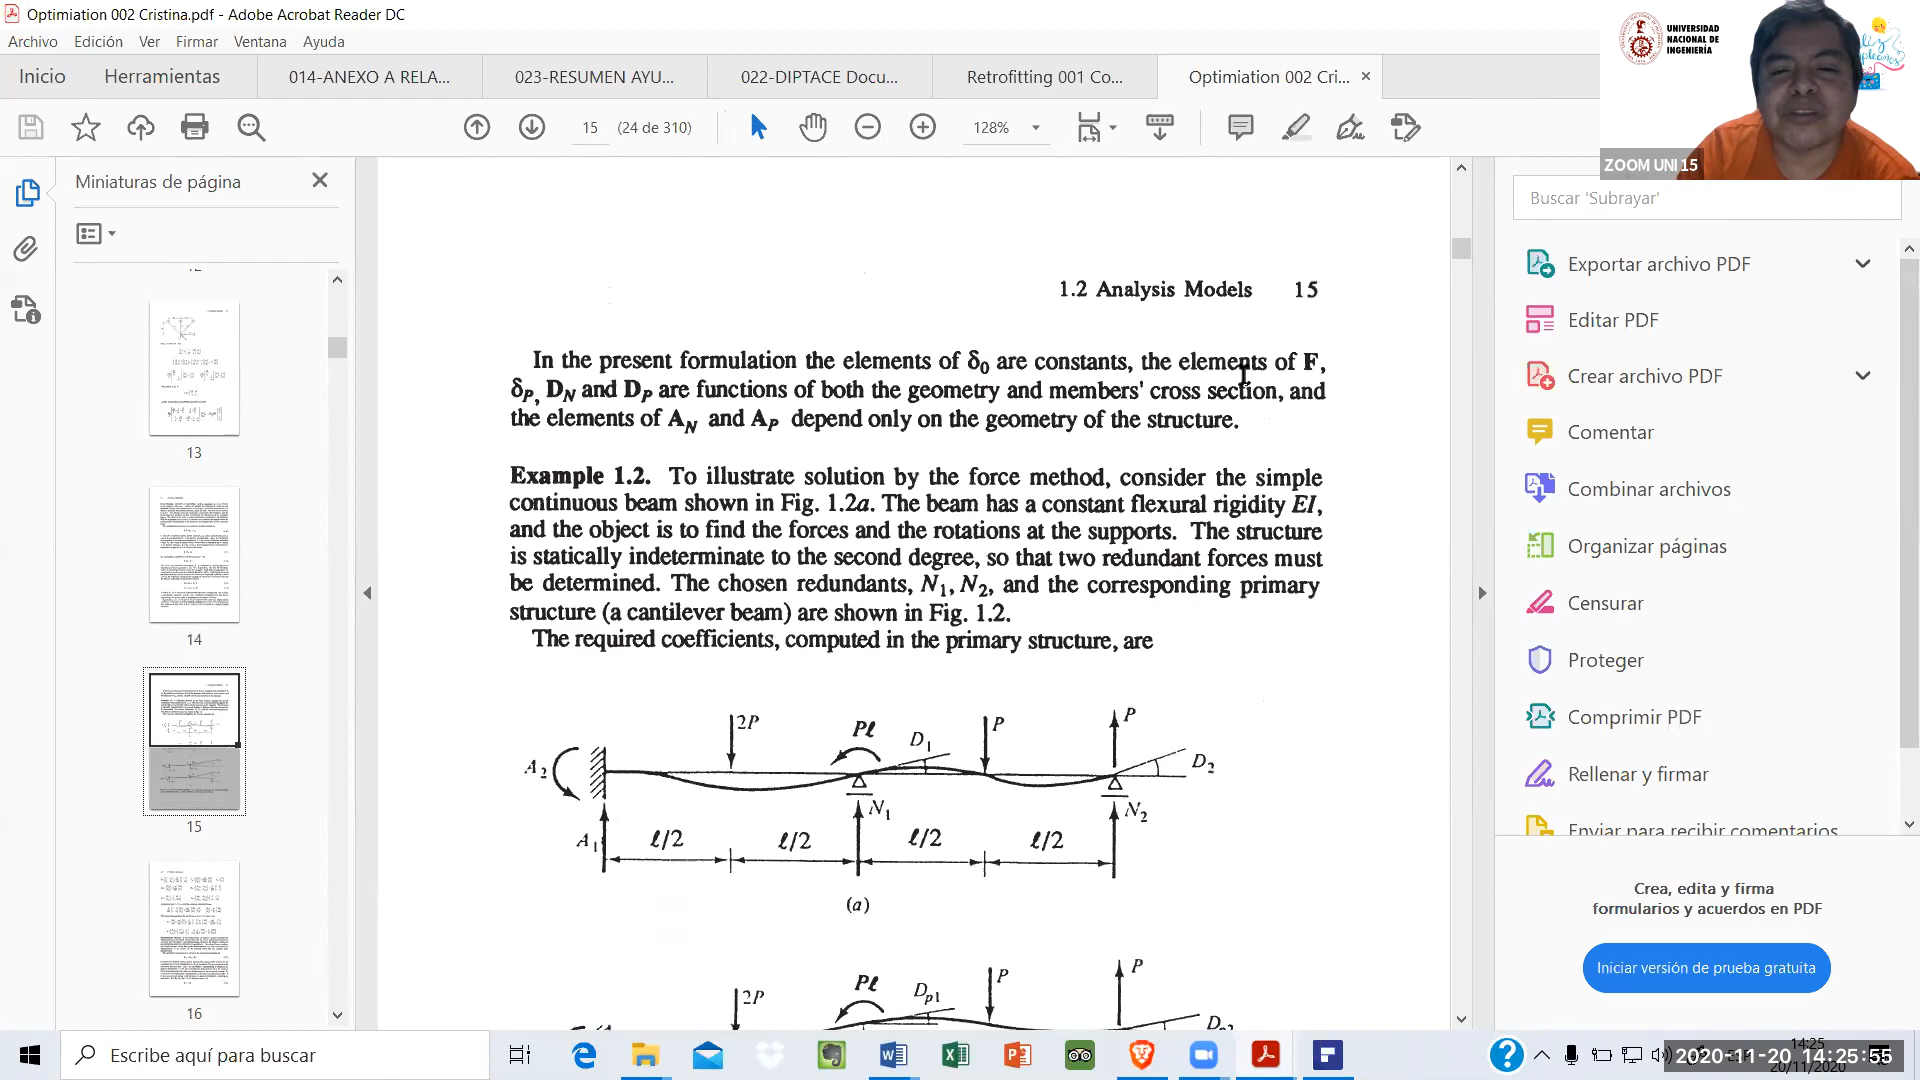 Optimiation 002 Cristina.pdf - Adobe Acrobat Reader DC
Archivo Edición Ver Firmar Ventana Ayuda
Inicio Herramientas 014-ANEXO A RELA... 023-RESUMEN AYU... 022-DIPTACE Docu... Retrofitting 001 Co... Optimiation 002 Cri...
UNIVERSIDAD
NACIONAL DE
INGENIERÍA
15 (24 de 310) 128%
ZOOM UNI 15
Miniaturas de página
13
14
15
16
1.2 Analysis Models 15
In the present formulation the elements of δ0 are constants, the elements of F,
δP, DN and DP are functions of both the geometry and members' cross section, and
the elements of AN and AP depend only on the geometry of the structure.
Example 1.2. To illustrate solution by the force method, consider the simple
continuous beam shown in Fig. 1.2a. The beam has a constant flexural rigidity EI,
and the object is to find the forces and the rotations at the supports. The structure
is statically indeterminate to the second degree, so that two redundant forces must
be determined. The chosen redundants, N1, N2, and the corresponding primary
structure (a cantilever beam) are shown in Fig. 1.2.
The required coefficients, computed in the primary structure, are
2P Pℓ D1 P P
A2 D2
N1 N2
A1 ℓ/2 ℓ/2 ℓ/2 ℓ/2
(a)
2P Pℓ Dp1 P P
Buscar 'Subrayar'
Exportar archivo PDF
Editar PDF
Crear archivo PDF
Comentar
Combinar archivos
Organizar páginas
Censurar
Proteger
Comprimir PDF
Rellenar y firmar
Enviar para recibir comentarios
Crea, edita y firma
formularios y acuerdos en PDF
Iniciar versión de prueba gratuita
Escribe aquí para buscar
14:25
20/11/2020
2020-11-20 14:25:55